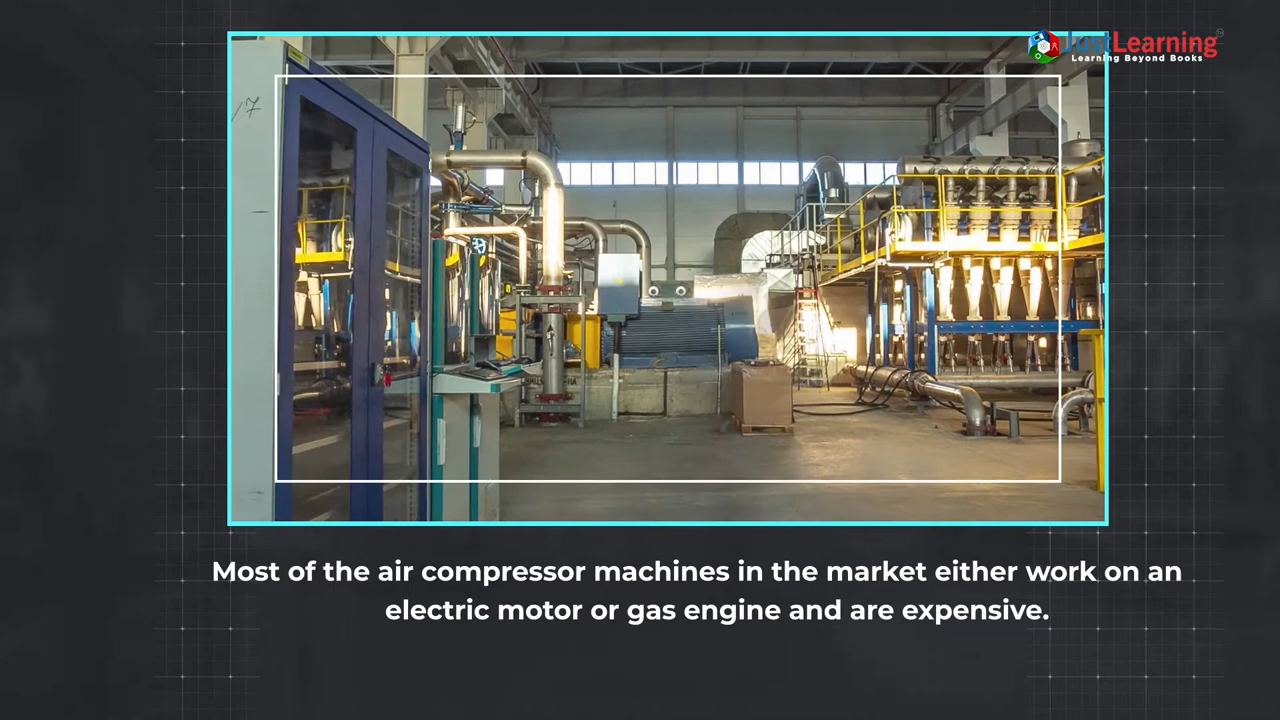 JustLearning
Learning Beyond Books
Most of the air compressor machines in the market either work on an
electric motor or gas engine and are expensive.